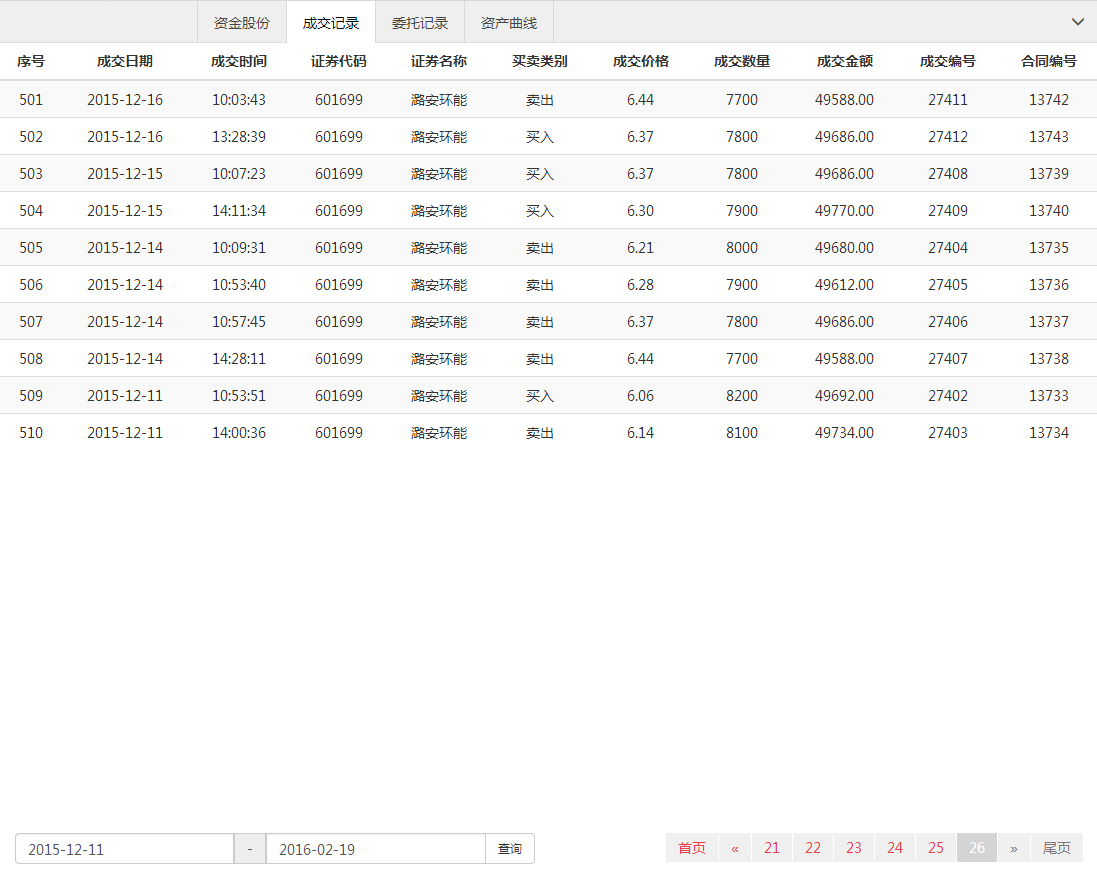 资金股份 成交记录 委托记录 资产曲线
序号 成交日期 成交时间 证券代码 证券名称 买卖类别 成交价格 成交数量 成交金额 成交编号 合同编号
501 2015-12-16 10:03:43 601699 潞安环能 卖出 6.44 7700 49588.00 27411 13742
502 2015-12-16 13:28:39 601699 潞安环能 买入 6.37 7800 49686.00 27412 13743
503 2015-12-15 10:07:23 601699 潞安环能 买入 6.37 7800 49686.00 27408 13739
504 2015-12-15 14:11:34 601699 潞安环能 买入 6.30 7900 49770.00 27409 13740
505 2015-12-14 10:09:31 601699 潞安环能 卖出 6.21 8000 49680.00 27404 13735
506 2015-12-14 10:53:40 601699 潞安环能 卖出 6.28 7900 49612.00 27405 13736
507 2015-12-14 10:57:45 601699 潞安环能 卖出 6.37 7800 49686.00 27406 13737
508 2015-12-14 14:28:11 601699 潞安环能 卖出 6.44 7700 49588.00 27407 13738
509 2015-12-11 10:53:51 601699 潞安环能 买入 6.06 8200 49692.00 27402 13733
510 2015-12-11 14:00:36 601699 潞安环能 卖出 6.14 8100 49734.00 27403 13734
2015-12-11 - 2016-02-19 查询 首页 « 21 22 23 24 25 26 » 尾页